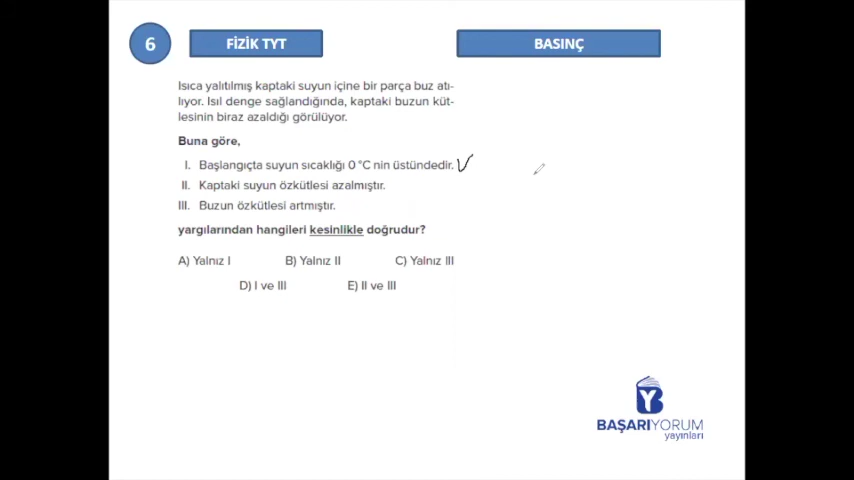 6
FİZİK TYT
BASINÇ
Isıca yalıtılmış kaptaki suyun içine bir parça buz atı-
lıyor. Isıl denge sağlandığında, kaptaki buzun küt-
lesinin biraz azaldığı görülüyor.
Buna göre,
I. Başlangıçta suyun sıcaklığı 0 °C nin üstündedir.
II. Kaptaki suyun özkütlesi azalmıştır.
III. Buzun özkütlesi artmıştır.
yargılarından hangileri kesinlikle doğrudur?
A) Yalnız I B) Yalnız II C) Yalnız III
D) I ve III E) II ve III
BAŞARIYORUM
yayınları